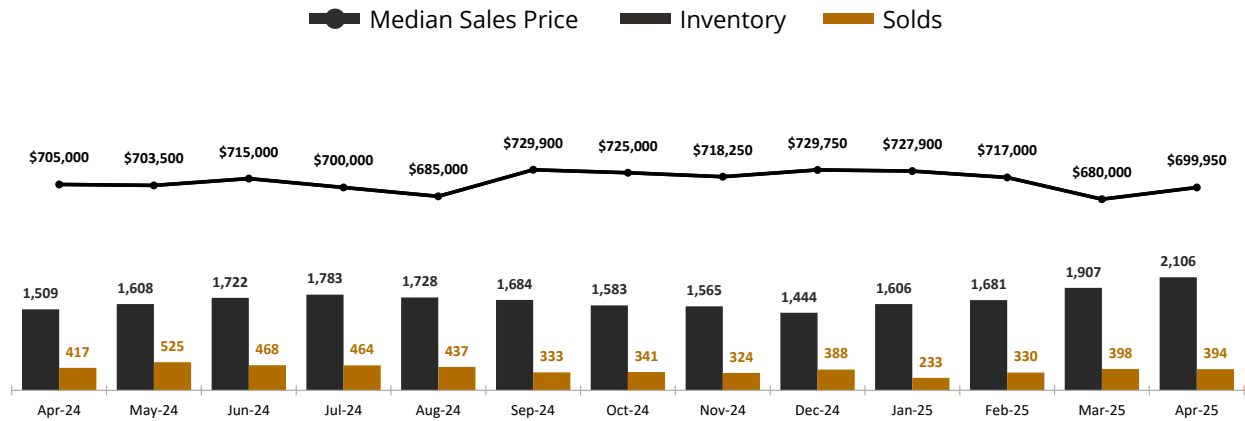 Median Sales Price Inventory Solds
$705,000 $703,500 $715,000 $700,000 $685,000 $729,900 $725,000 $718,250 $729,750 $727,900 $717,000 $680,000 $699,950
1,509 1,608 1,722 1,783 1,728 1,684 1,583 1,565 1,444 1,606 1,681 1,907 2,106
417 525 468 464 437 333 341 324 388 233 330 398 394
Apr-24 May-24 Jun-24 Jul-24 Aug-24 Sep-24 Oct-24 Nov-24 Dec-24 Jan-25 Feb-25 Mar-25 Apr-25